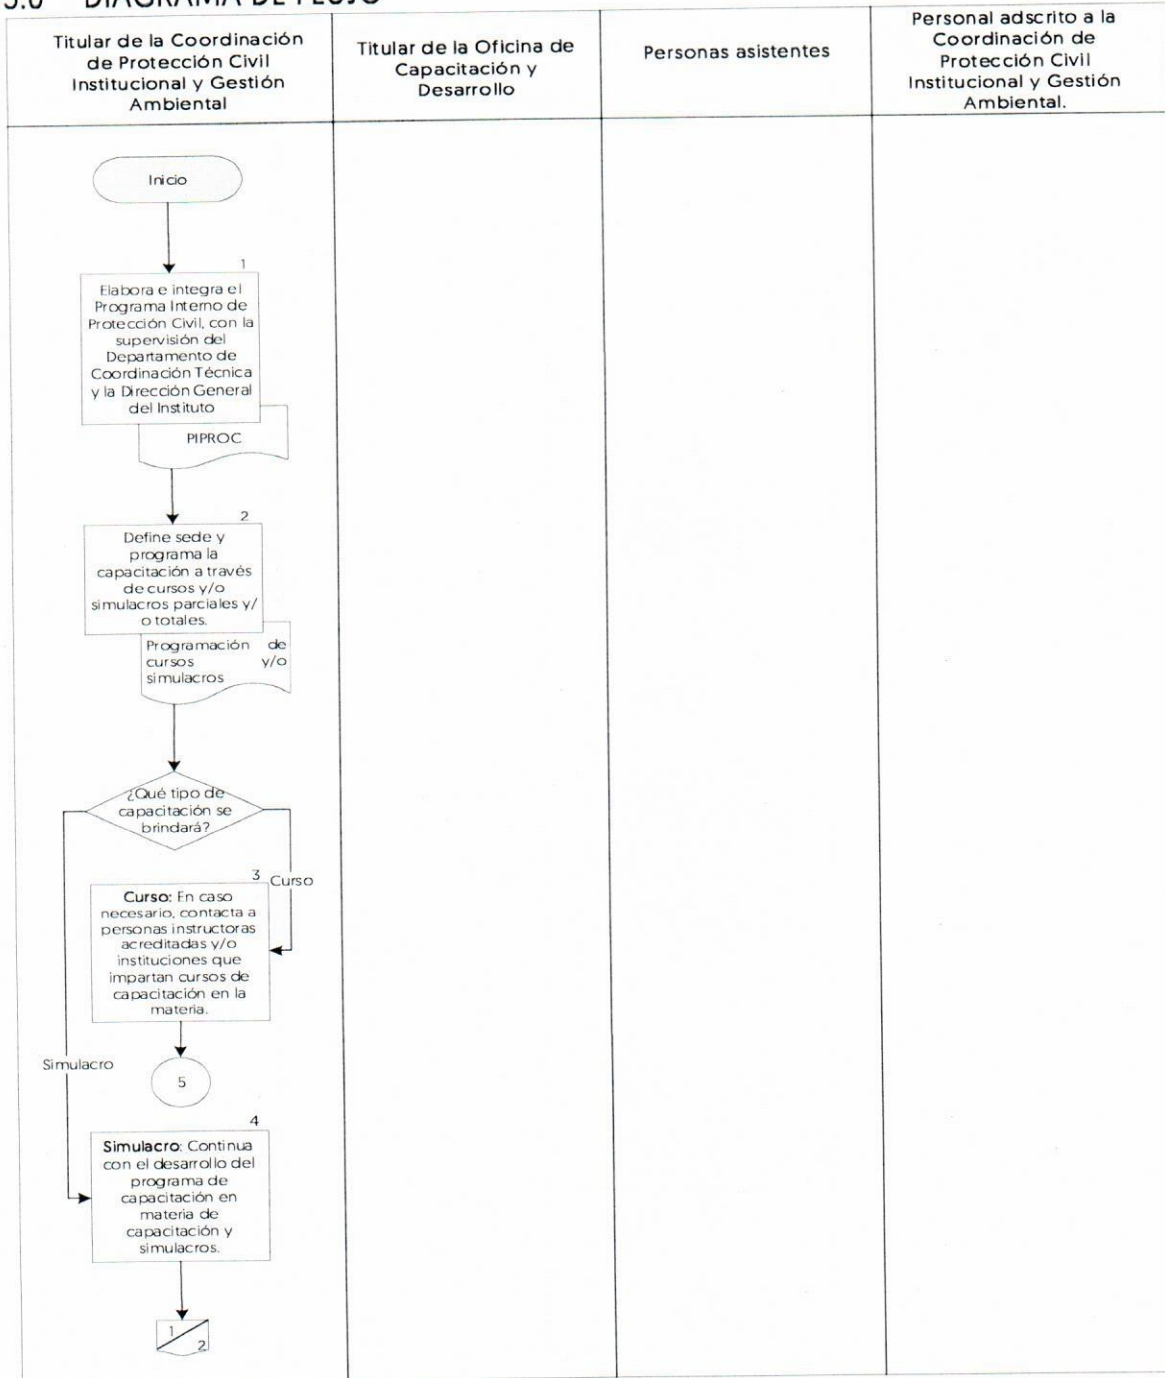 5.0 DIAGRAMA DE FLUJO
Titular de la Coordinación
de Protección Civil
Institucional y Gestión
Ambiental
Titular de la Oficina de
Capacitación y
Desarrollo
Personas asistentes
Personal adscrito a la
Coordinación de
Protección Civil
Institucional y Gestión
Ambiental.
Inicio
1
Elabora e integra el
Programa Interno de
Protección Civil, con la
supervisión del
Departamento de
Coordinación Técnica
y la Dirección General
del Instituto
PIPROC
2
Define sede y
programa la
capacitación a través
de cursos y/o
simulacros parciales y/
o totales.
Programación de
cursos y/o
simulacros
¿Qué tipo de
capacitación se
brindará?
3
Curso
Curso: En caso
necesario, contacta a
personas instructoras
acreditadas y/o
instituciones que
impartan cursos de
capacitación en la
materia.
Simulacro
5
4
Simulacro: Continua
con el desarrollo del
programa de
capacitación en
materia de
capacitación y
simulacros.
1
2